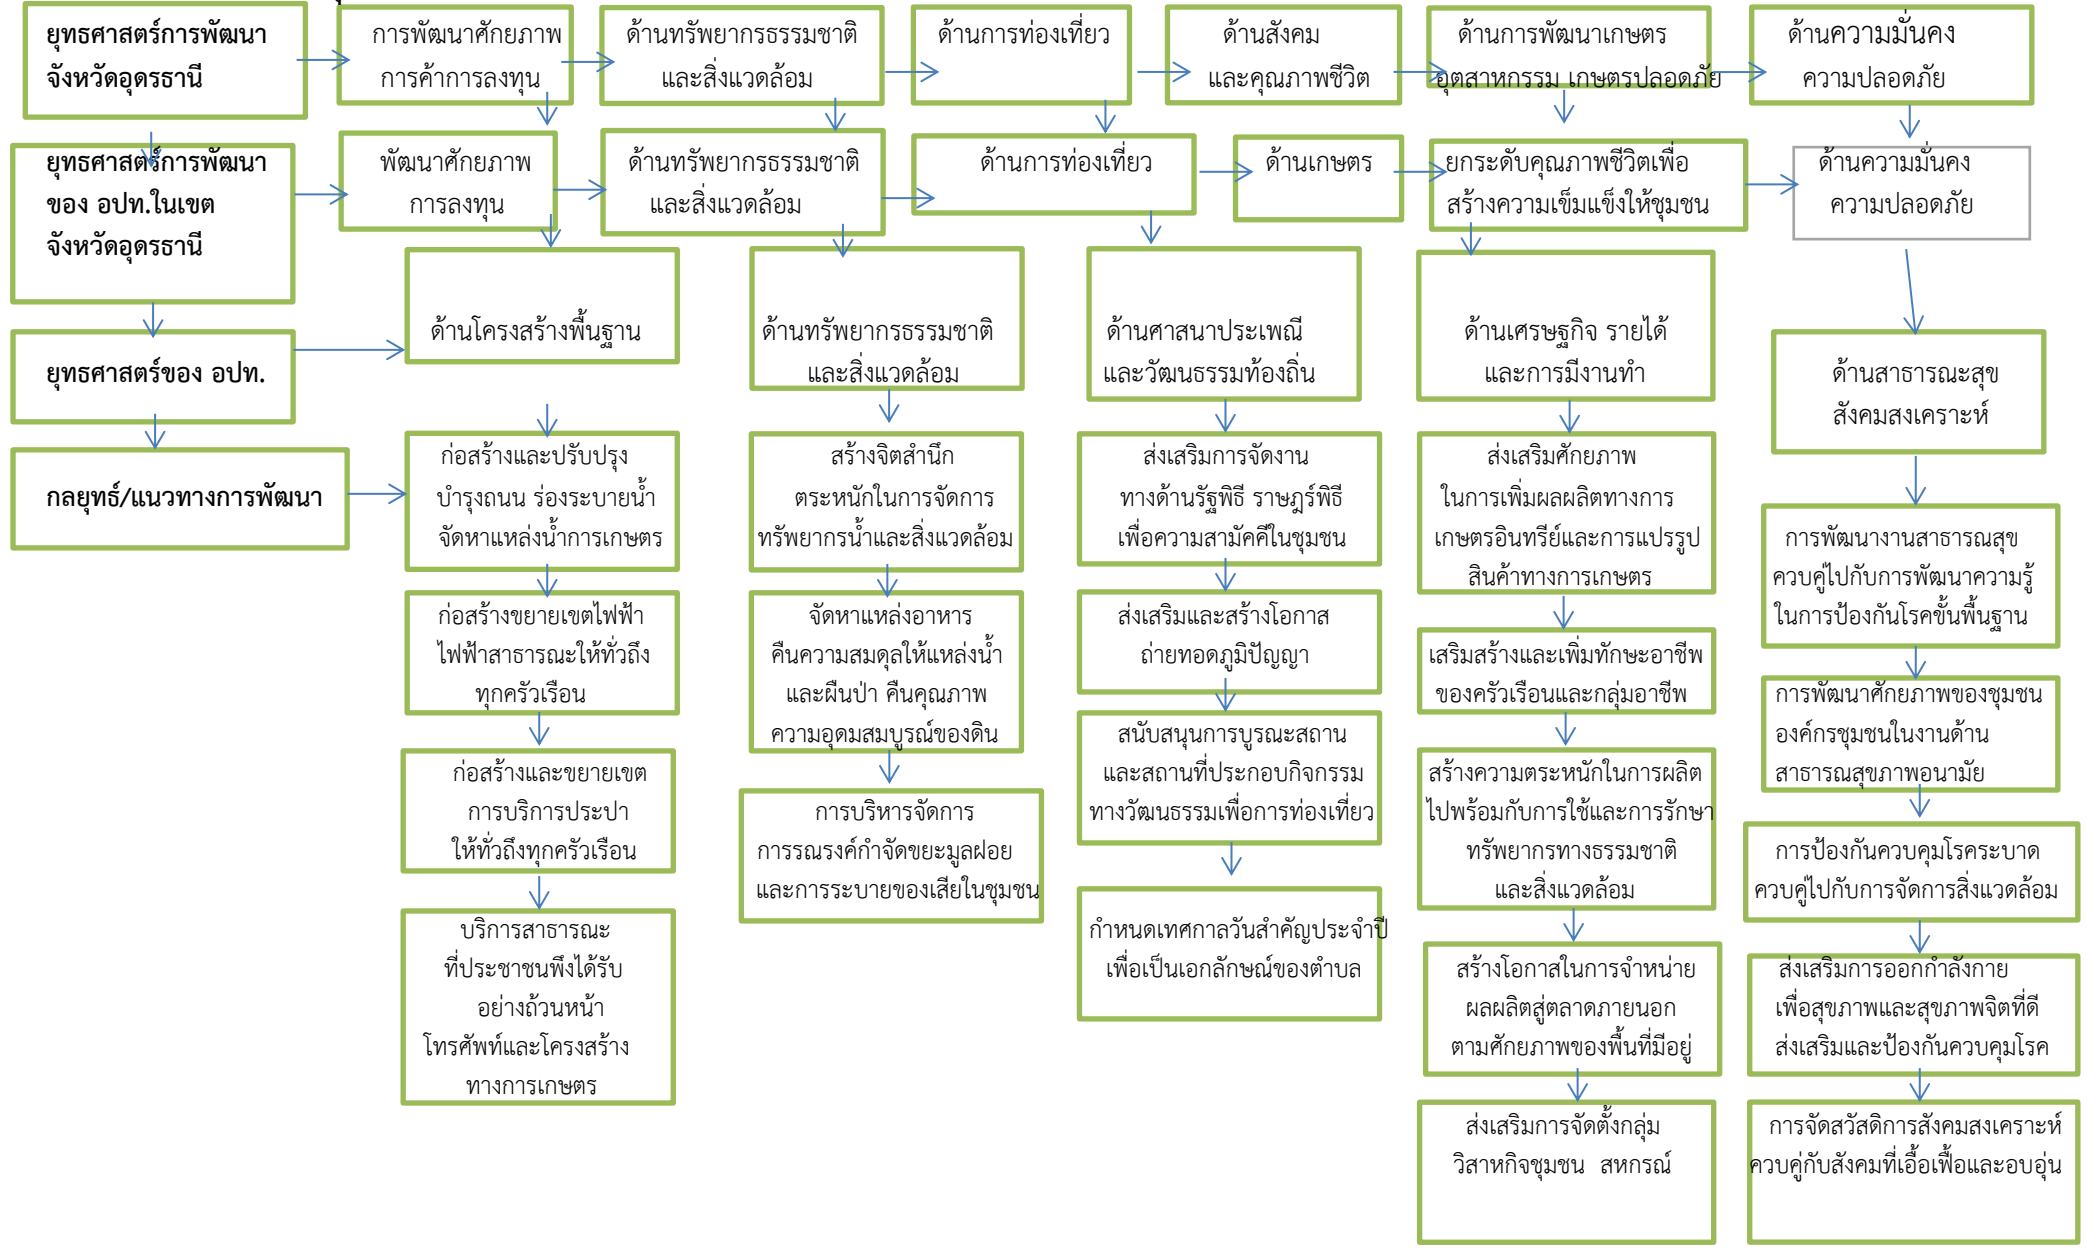 ยุทธศาสตร์การพัฒนา
จังหวัดอุดรธานี
การพัฒนาศักยภาพ
การค้าการลงทุน
ด้านทรัพยากรธรรมชาติ
และสิ่งแวดล้อม
ด้านการท่องเที่ยว
ด้านสังคม
และคุณภาพชีวิต
ด้านการพัฒนาเกษตร
อุตสาหกรรม เกษตรปลอดภัย
ด้านความมั่นคง
ความปลอดภัย
ยุทธศาสตร์การพัฒนา
ของ อปท.ในเขต
จังหวัดอุดรธานี
พัฒนาศักยภาพ
การลงทุน
ด้านทรัพยากรธรรมชาติ
และสิ่งแวดล้อม
ด้านการท่องเที่ยว
ด้านเกษตร
ยกระดับคุณภาพชีวิตเพื่อ
สร้างความเข็มแข็งให้ชุมชน
ด้านความมั่นคง
ความปลอดภัย
ยุทธศาสตร์ของ อปท.
ด้านโครงสร้างพื้นฐาน
ด้านทรัพยากรธรรมชาติ
และสิ่งแวดล้อม
ด้านศาสนาประเพณี
และวัฒนธรรมท้องถิ่น
ด้านเศรษฐกิจ รายได้
และการมีงานทำ
ด้านสาธารณะสุข
สังคมสงเคราะห์
กลยุทธ์/แนวทางการพัฒนา
ก่อสร้างและปรับปรุง
บำรุงถนน ร่องระบายน้ำ
จัดหาแหล่งน้ำการเกษตร
ก่อสร้างขยายเขตไฟฟ้า
ไฟฟ้าสาธารณะให้ทั่วถึง
ทุกครัวเรือน
ก่อสร้างและขยายเขต
การบริการประปา
ให้ทั่วถึงทุกครัวเรือน
บริการสาธารณะ
ที่ประชาชนพึงได้รับ
อย่างถ้วนหน้า
โทรศัพท์และโครงสร้าง
ทางการเกษตร
สร้างจิตสำนึก
ตระหนักในการจัดการ
ทรัพยากรน้ำและสิ่งแวดล้อม
จัดหาแหล่งอาหาร
คืนความสมดุลให้แหล่งน้ำ
และผืนป่า คืนคุณภาพ
ความอุดมสมบูรณ์ของดิน
การบริหารจัดการ
การรณรงค์กำจัดขยะมูลฝอย
และการระบายของเสียในชุมชน
ส่งเสริมการจัดงาน
ทางด้านรัฐพิธี ราษฎร์พิธี
เพื่อความสามัคคีในชุมชน
ส่งเสริมและสร้างโอกาส
ถ่ายทอดภูมิปัญญา
สนับสนุนการบูรณะสถาน
และสถานที่ประกอบกิจกรรม
ทางวัฒนธรรมเพื่อการท่องเที่ยว
กำหนดเทศกาลวันสำคัญประจำปี
เพื่อเป็นเอกลักษณ์ของตำบล
ส่งเสริมศักยภาพ
ในการเพิ่มผลผลิตทางการ
เกษตรอินทรีย์และการแปรรูป
สินค้าทางการเกษตร
เสริมสร้างและเพิ่มทักษะอาชีพ
ของครัวเรือนและกลุ่มอาชีพ
สร้างความตระหนักในการผลิต
ไปพร้อมกับการใช้และการรักษา
ทรัพยากรทางธรรมชาติ
และสิ่งแวดล้อม
สร้างโอกาสในการจำหน่าย
ผลผลิตสู่ตลาดภายนอก
ตามศักยภาพของพื้นที่มีอยู่
ส่งเสริมการจัดตั้งกลุ่ม
วิสาหกิจชุมชน สหกรณ์
การพัฒนางานสาธารณสุข
ควบคู่ไปกับการพัฒนาความรู้
ในการป้องกันโรคขั้นพื้นฐาน
การพัฒนาศักยภาพของชุมชน
องค์กรชุมชนในงานด้าน
สาธารณสุขภาพอนามัย
การป้องกันควบคุมโรคระบาด
ควบคู่ไปกับการจัดการสิ่งแวดล้อม
ส่งเสริมการออกกำลังกาย
เพื่อสุขภาพและสุขภาพจิตที่ดี
ส่งเสริมและป้องกันควบคุมโรค
การจัดสวัสดิการสังคมสงเคราะห์
ควบคู่กับสังคมที่เอื้อเฟื้อและอบอุ่น